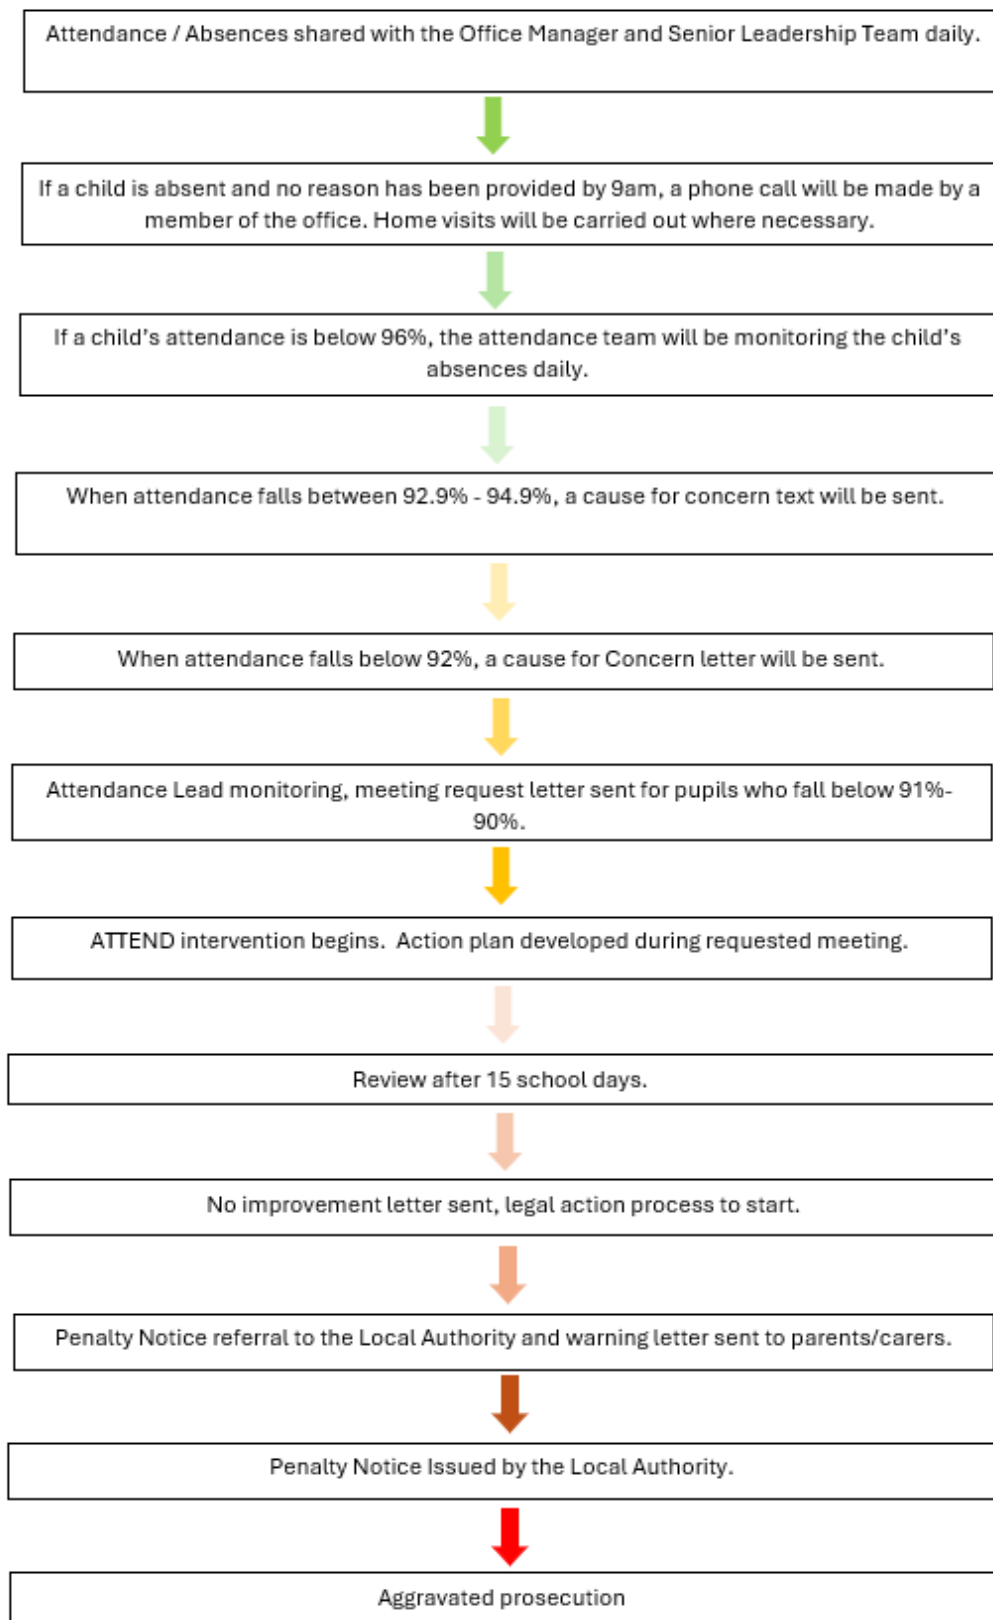 Attendance / Absences shared with the Office Manager and Senior Leadership Team daily.
If a child is absent and no reason has been provided by 9am, a phone call will be made by a
member of the office. Home visits will be carried out where necessary.
If a child’s attendance is below 96%, the attendance team will be monitoring the child’s
absences daily.
When attendance falls between 92.9% - 94.9%, a cause for concern text will be sent.
When attendance falls below 92%, a cause for Concern letter will be sent.
Attendance Lead monitoring, meeting request letter sent for pupils who fall below 91%-
90%.
ATTEND intervention begins.  Action plan developed during requested meeting.
Review after 15 school days.
No improvement letter sent, legal action process to start.
Penalty Notice referral to the Local Authority and warning letter sent to parents/carers.
Penalty Notice Issued by the Local Authority.
Aggravated prosecution